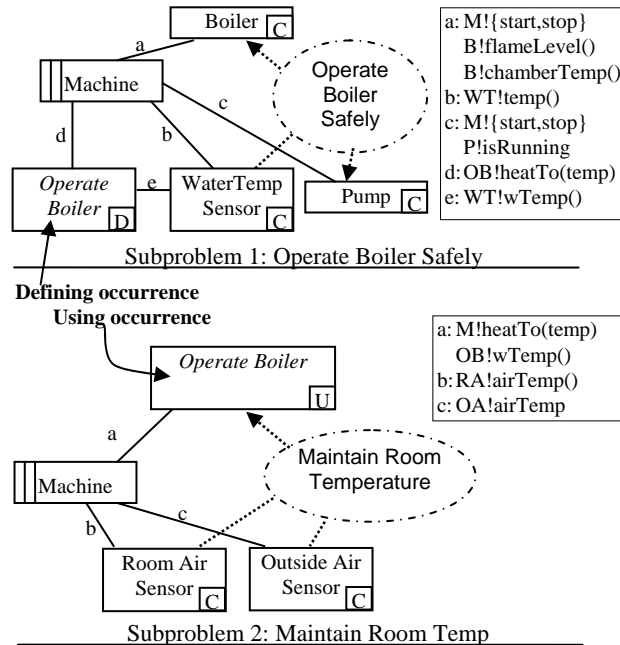 Boiler
C
a
Machine
Operate
Boiler
Safely
c
b
d
Operate
Boiler
D
e
WaterTemp
Sensor
C
Pump
C
a: M!{start,stop}
B!flameLevel()
B!chamberTemp()
b: WT!temp()
c: M!{start,stop}
P!isRunning
d: OB!heatTo(temp)
e: WT!wTemp()
Subproblem 1: Operate Boiler Safely
Defining occurrence
Using occurrence
Operate Boiler
U
a: M!heatTo(temp)
OB!wTemp()
b: RA!airTemp()
c: OA!airTemp
a
Maintain Room
Temperature
Machine
b
c
Room Air
Sensor
C
Outside Air
Sensor
C
Subproblem 2: Maintain Room Temp